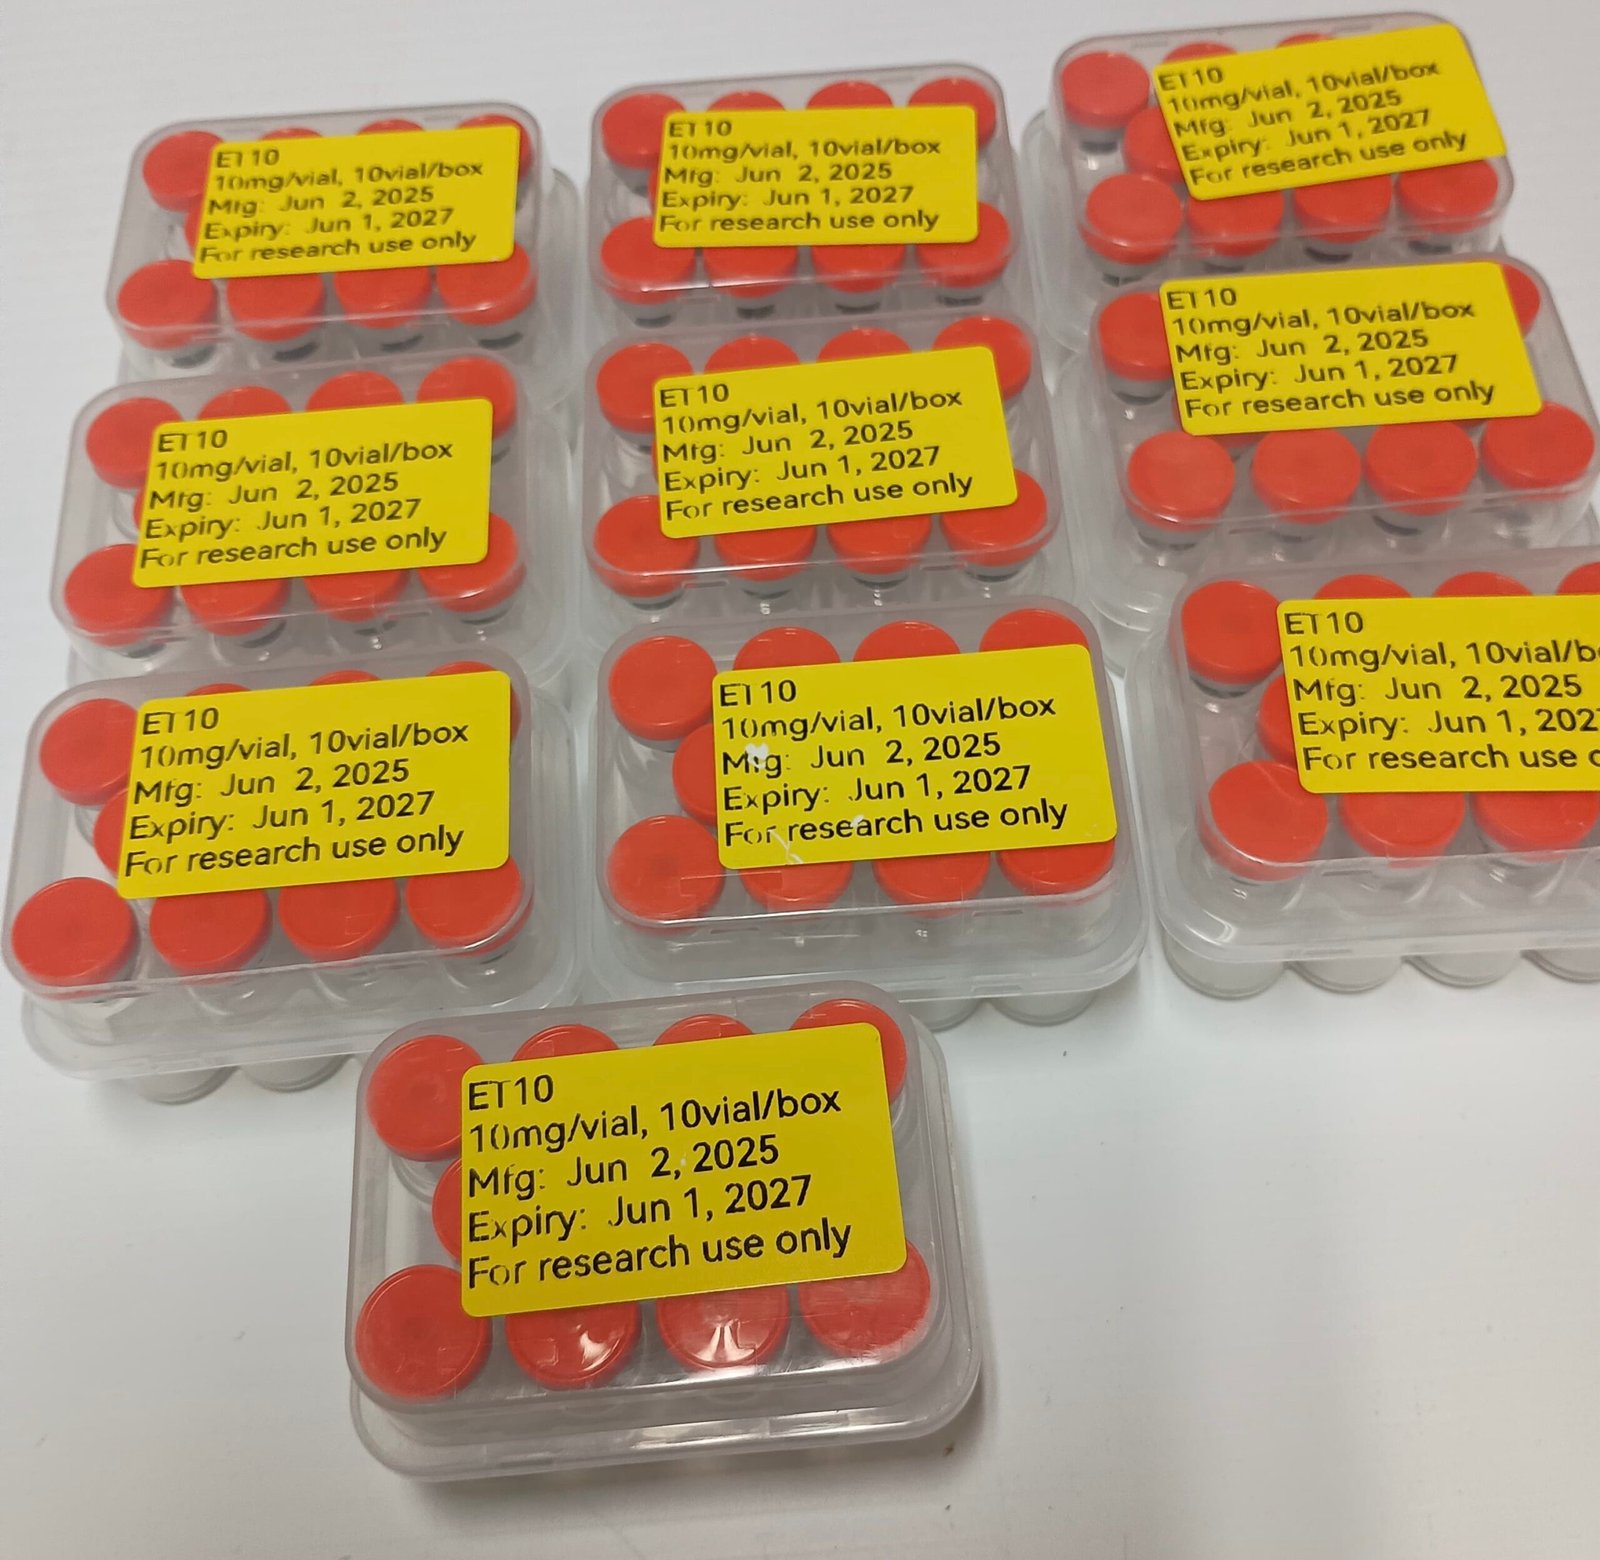 ET10
10mg/vial, 10vial/box
Mfg: Jun 2, 2025
Expiry: Jun 1, 2027
For research use only
ET10
10mg/vial, 10vial/box
Mfg: Jun 2, 2025
Expiry: Jun 1, 2027
For research use only
ET10
10mg/vial, 10vial/box
Mfg: Jun 2, 2025
Expiry: Jun 1, 2027
For research use only
ET10
10mg/vial, 10vial/box
Mfg: Jun 2, 2025
Expiry: Jun 1, 2027
For research use only
ET10
10mg/vial, 10vial/box
Mfg: Jun 2, 2025
Expiry: Jun 1, 2027
For research use only
ET10
10mg/vial, 10vial/box
Mfg: Jun 2, 2025
Expiry: Jun 1, 2027
For research use only
ET10
10mg/vial, 10vial/box
Mfg: Jun 2, 2025
Expiry: Jun 1, 2027
For research use only
ET10
10mg/vial, 10vial/box
Mfg: Jun 2, 2025
Expiry: Jun 1, 2027
For research use only
ET10
10mg/vial, 10vial/b
Mfg: Jun 2, 2025
Expiry: Jun 1, 202
For research use
ET10
10mg/vial, 10vial/box
Mfg: Jun 2, 2025
Expiry: Jun 1, 2027
For research use only